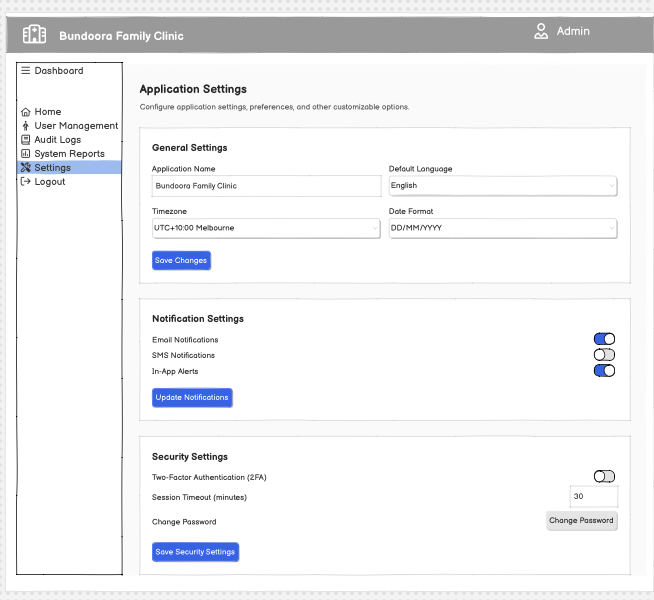 Bundoora Family Clinic
Admin
Dashboard
Home
User Management
Audit Logs
System Reports
Settings
Logout
Application Settings
Configure application settings, preferences, and other customizable options.
General Settings
Application Name
Default Language
Bundoora Family Clinic
English
Timezone
Date Format
UTC+10:00 Melbourne
DD/MM/YYYY
Save Changes
Notification Settings
Email Notifications
SMS Notifications
In-App Alerts
Update Notifications
Security Settings
Two-Factor Authentication (2FA)
Session Timeout (minutes)
30
Change Password
Change Password
Save Security Settings